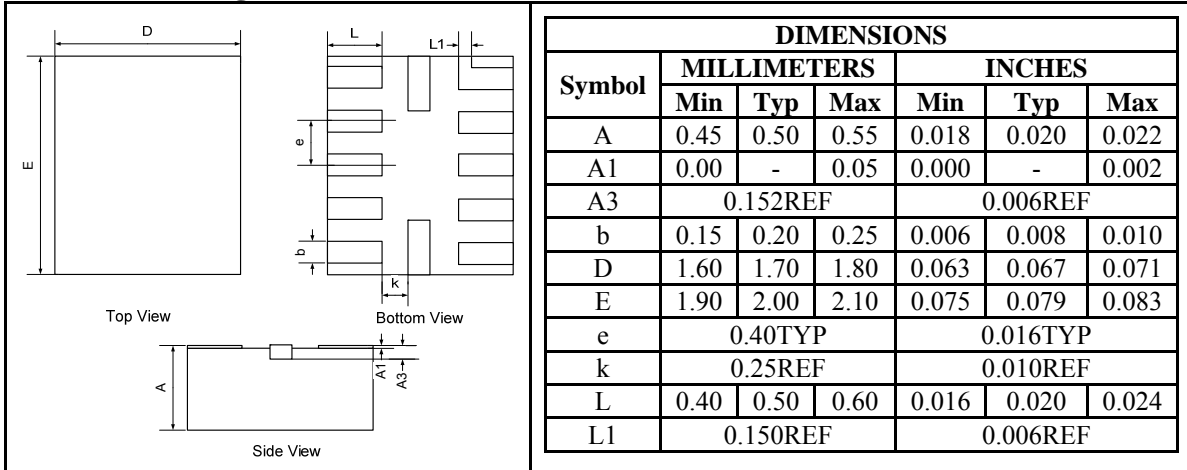 D
E
Top View
L
L1
e
b
k
Bottom View
A
A1
A3
Side View
DIMENSIONS
Symbol MILLIMETERS INCHES
Min Typ Max Min Typ Max
A 0.45 0.50 0.55 0.018 0.020 0.022
A1 0.00 - 0.05 0.000 - 0.002
A3 0.152REF 0.006REF
b 0.15 0.20 0.25 0.006 0.008 0.010
D 1.60 1.70 1.80 0.063 0.067 0.071
E 1.90 2.00 2.10 0.075 0.079 0.083
e 0.40TYP 0.016TYP
k 0.25REF 0.010REF
L 0.40 0.50 0.60 0.016 0.020 0.024
L1 0.150REF 0.006REF